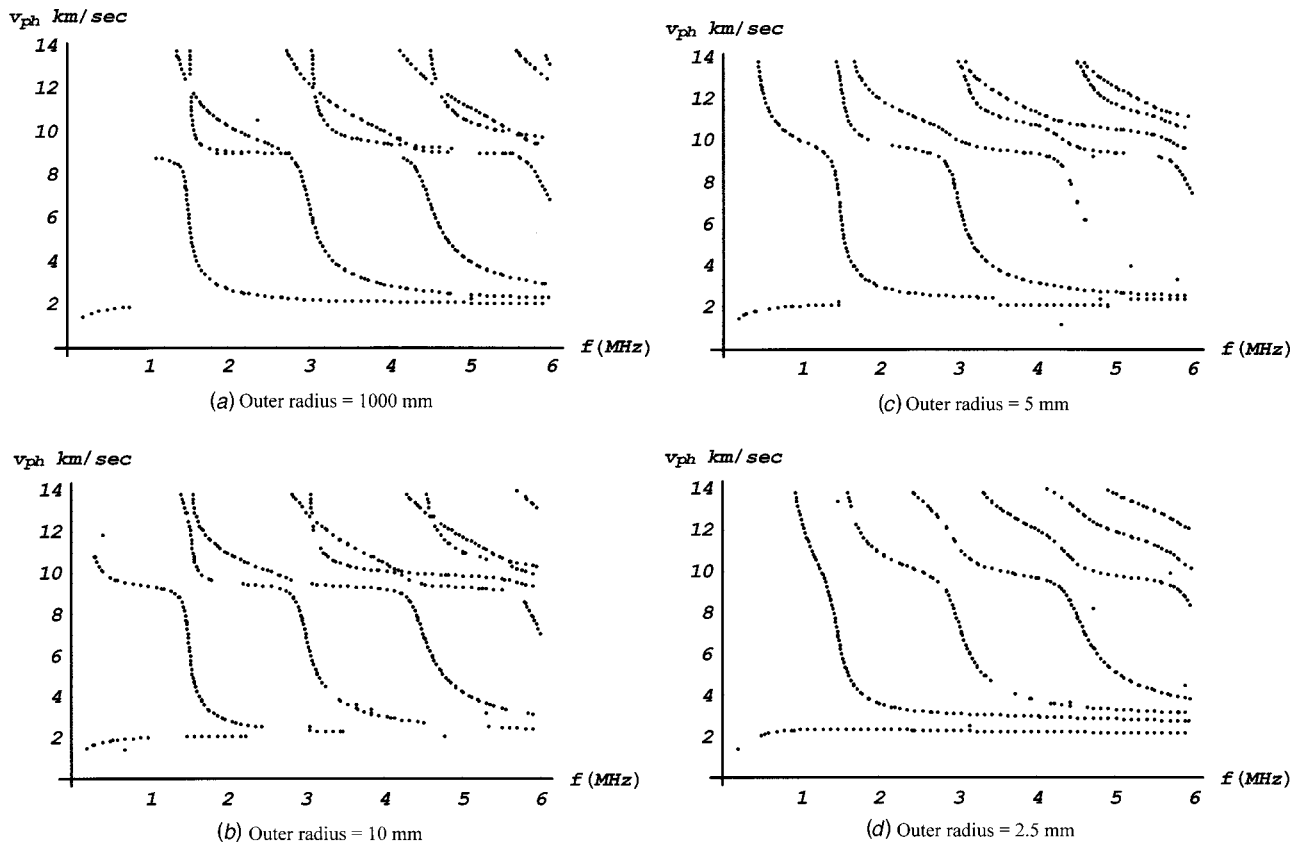 v_ph km/sec
14
12
10
8
6
4
2
1 2 3 4 5 6
f(MHz)
(a) Outer radius = 1000 mm
v_ph km/sec
14
12
10
8
6
4
2
1 2 3 4 5 6
f(MHz)
(c) Outer radius = 5 mm
v_ph km/sec
14
12
10
8
6
4
2
1 2 3 4 5 6
f(MHz)
(b) Outer radius = 10 mm
v_ph km/sec
14
12
10
8
6
4
2
1 2 3 4 5 6
f(MHz)
(d) Outer radius = 2.5 mm